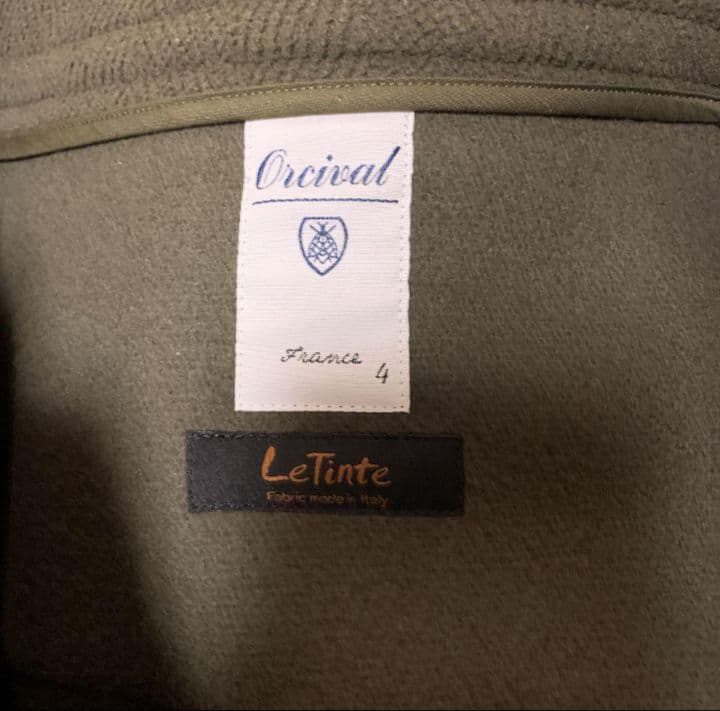 Orcival
France
4
LeTinte
Fabric made in Italy